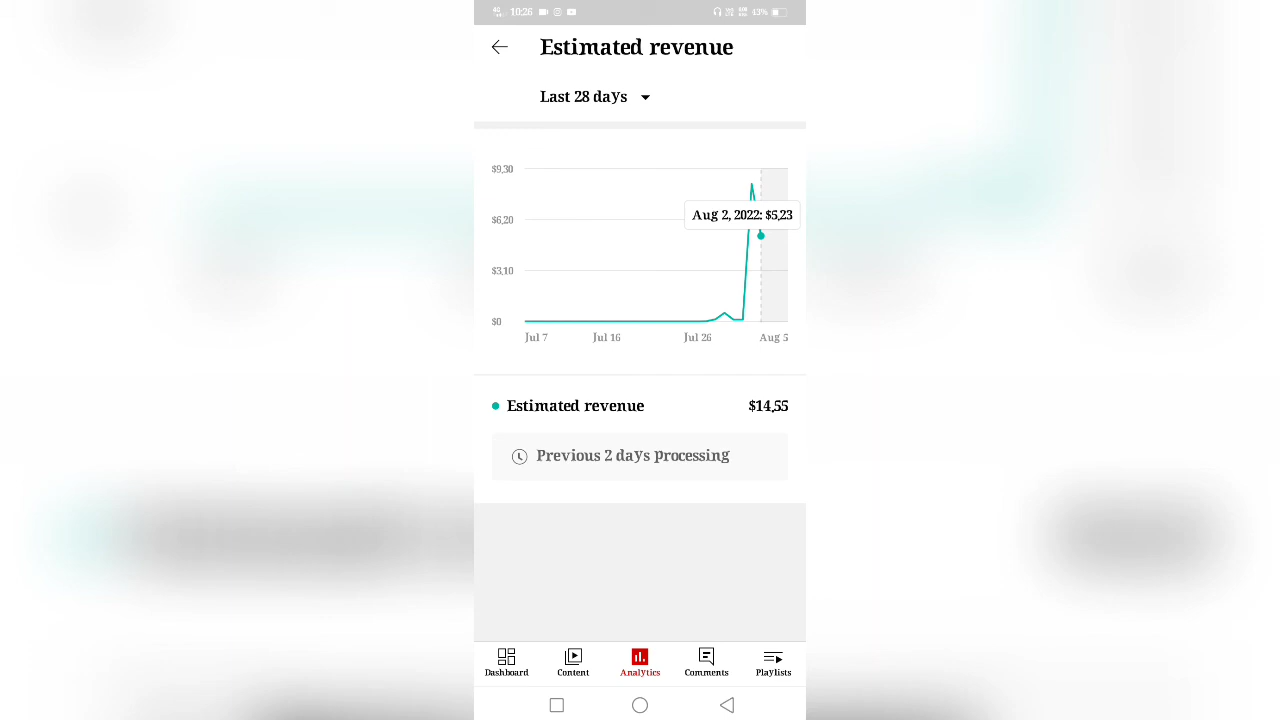 10:26 43%
Estimated revenue
Last 28 days
$9,30
$6,20
Aug 2, 2022: $5,23
$3,10
$0
Jul 7 Jul 16 Jul 26 Aug 5
Estimated revenue $14,55
Previous 2 days processing
Dashboard Content Analytics Comments Playlists